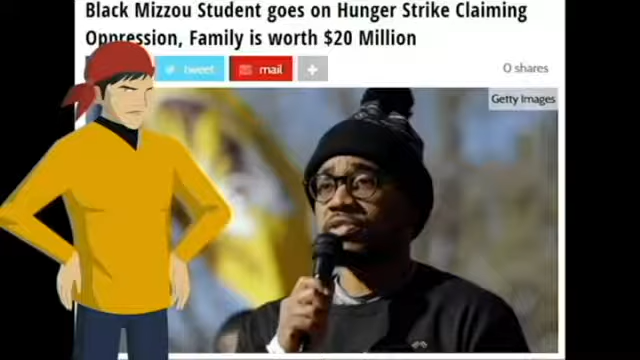 Black Mizzou Student goes on Hunger Strike Claiming
Oppression, Family is worth $20 Million
tweet
mail
+
0 shares
Getty Images